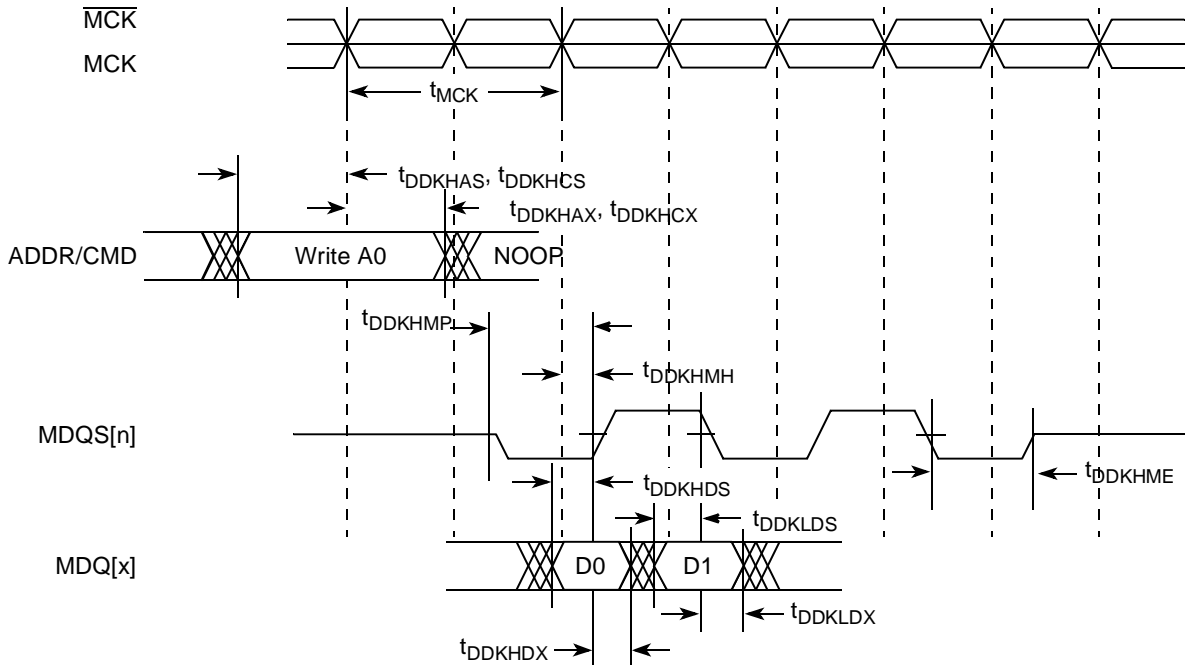 MCK
MCK
tMCK
tDDKHAS, tDDKHCS
tDDKHAX, tDDKHCX
ADDR/CMD
Write A0
NOOP
tDDKHMP
tDDKHMH
MDQS[n]
tDDKHDS
tDDKHME
tDDKLDS
MDQ[x]
D0
D1
tDDKLDX
tDDKHDX